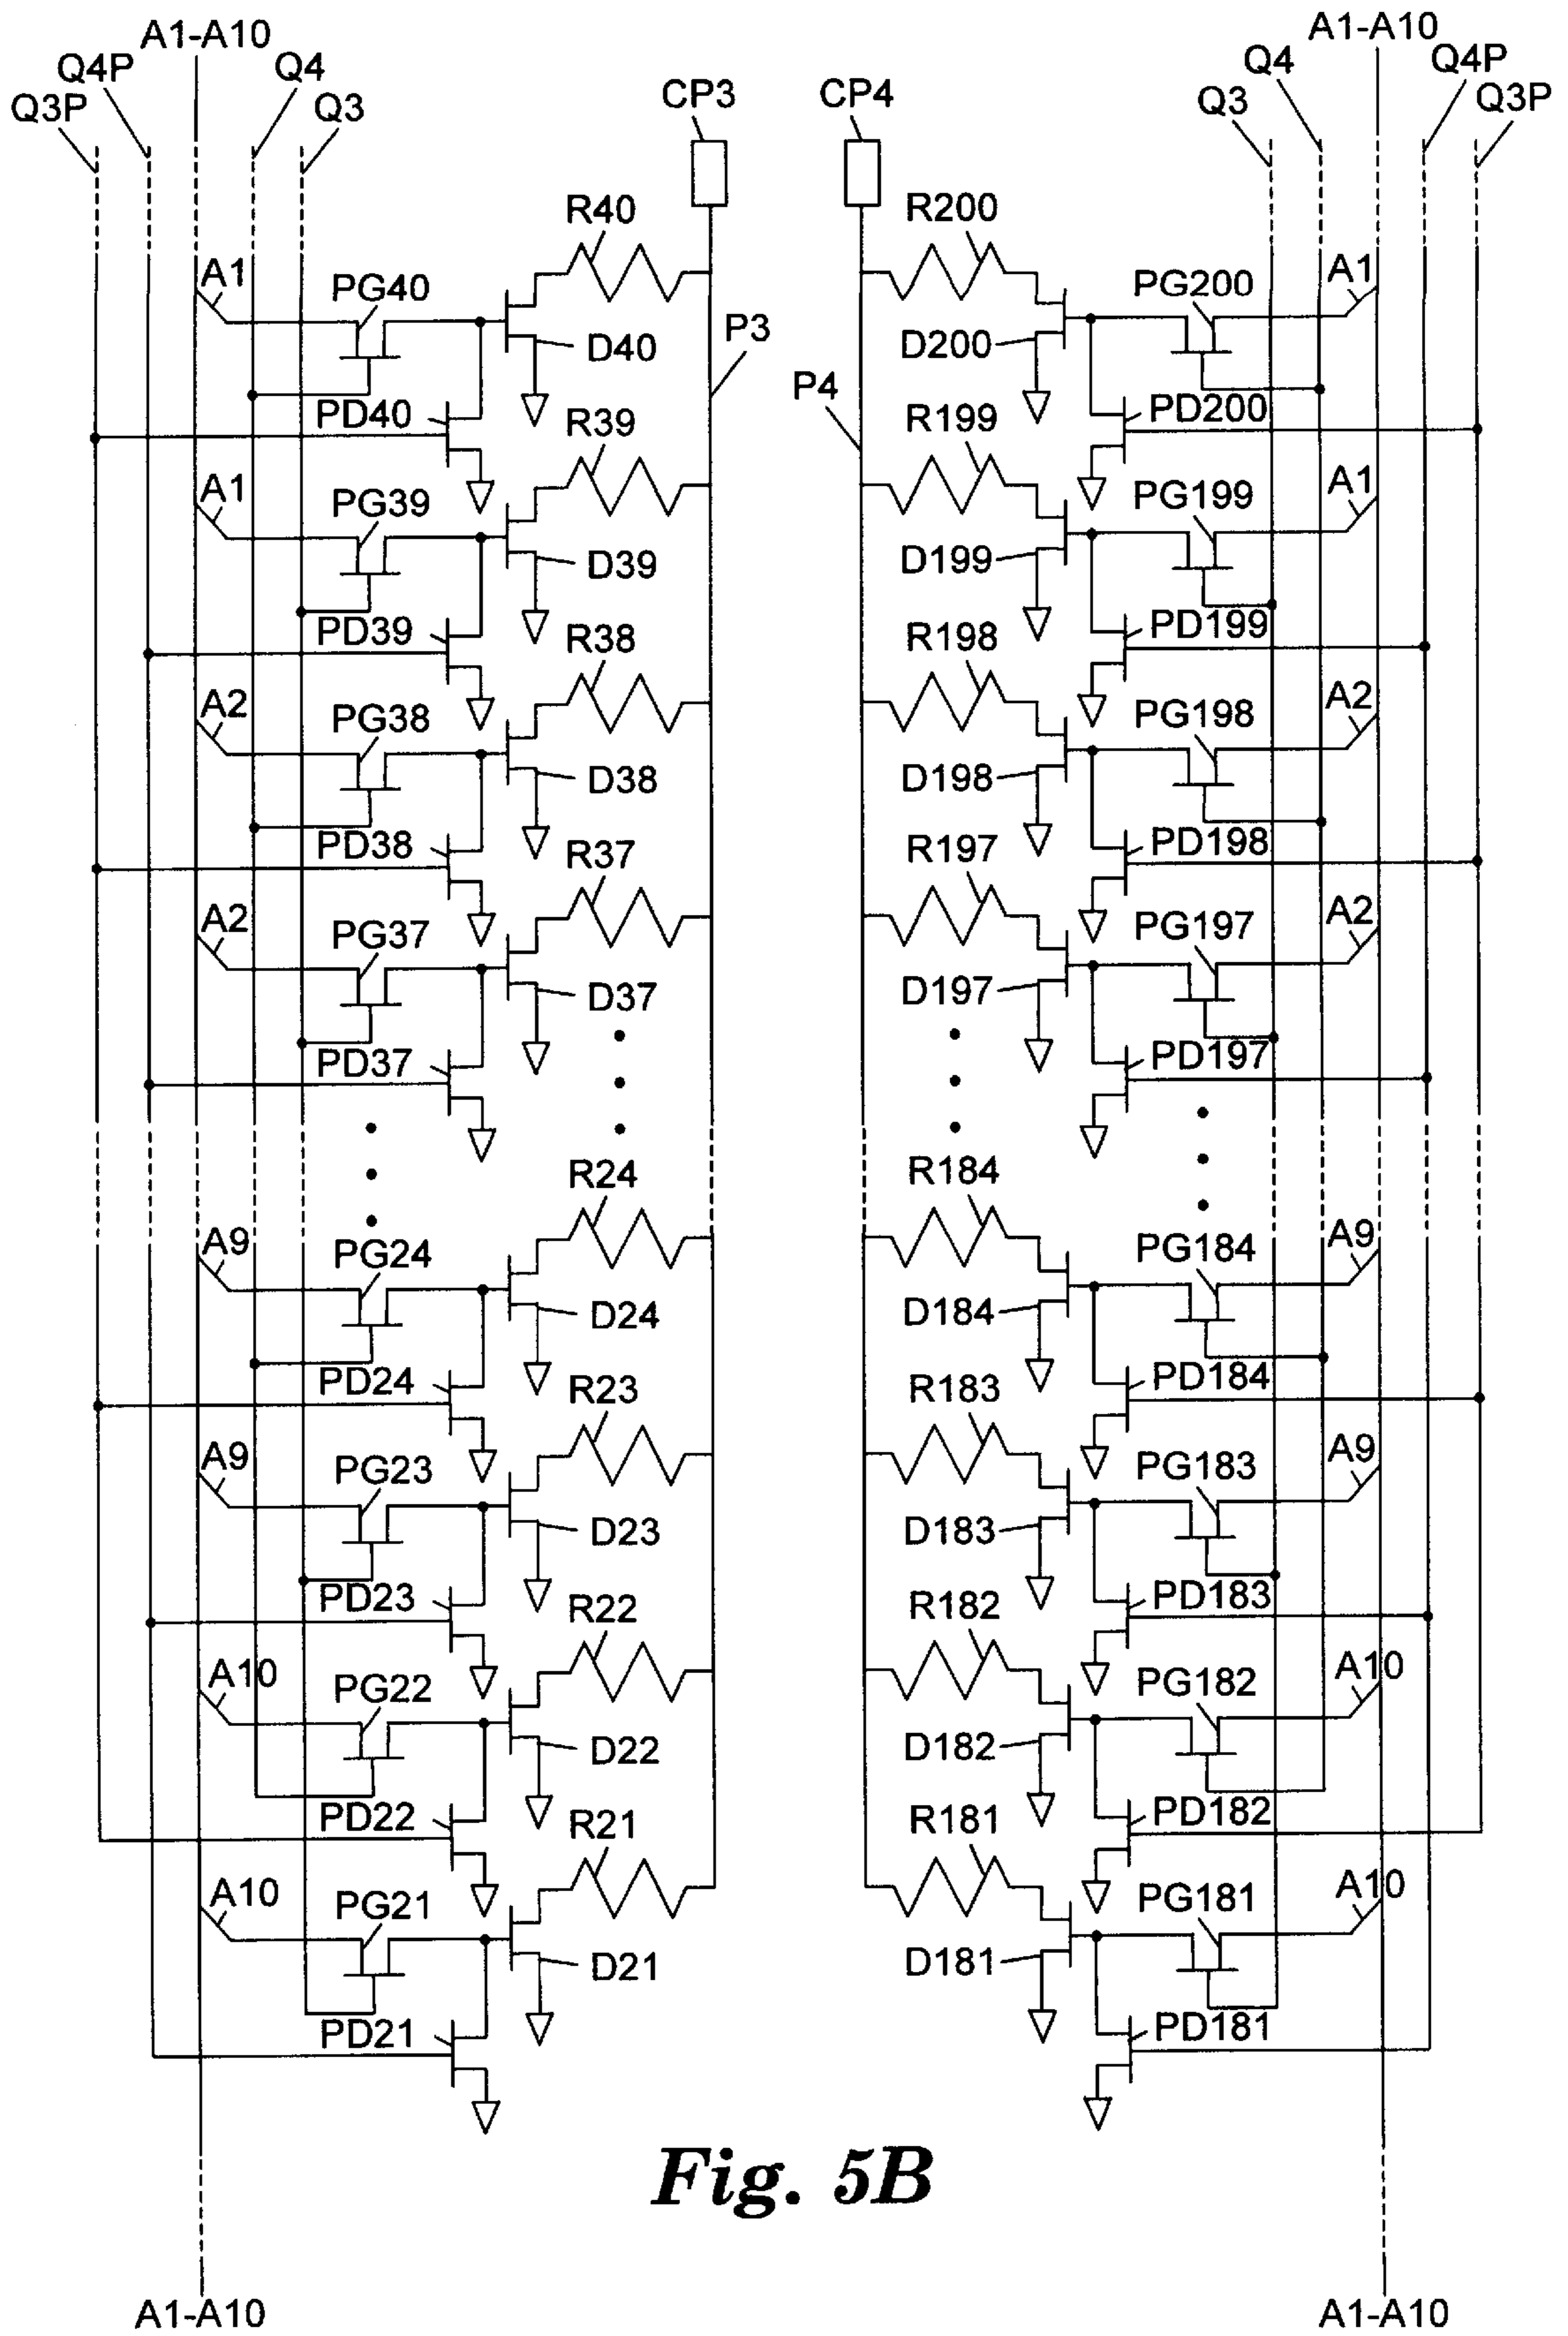 A1-A10 A1-A10
Q4P Q4 Q4 Q4P
Q3P Q3 CP3 CP4 Q3 Q3P
R40 R200
A1 PG40 PG200 A1
D40 P3 D200
P4
PD40 R39 R199 PD200
A1 PG39 PG199 A1
D39 D199
PD39 R38 R198 PD199
A2 PG38 PG198 A2
D38 D198
PD38 R37 R197 PD198
A2 PG37 PG197 A2
D37 D197
PD37 PD197
R24 R184
A9 PG24 PG184 A9
D24 D184
PD24 R23 R183 PD184
A9 PG23 PG183 A9
D23 D183
PD23 R22 R182 PD183
A10 PG22 PG182 A10
D22 D182
PD22 R21 R181 PD182
A10 PG21 PG181 A10
D21 D181
PD21 PD181
Fig. 5B
A1-A10 A1-A10